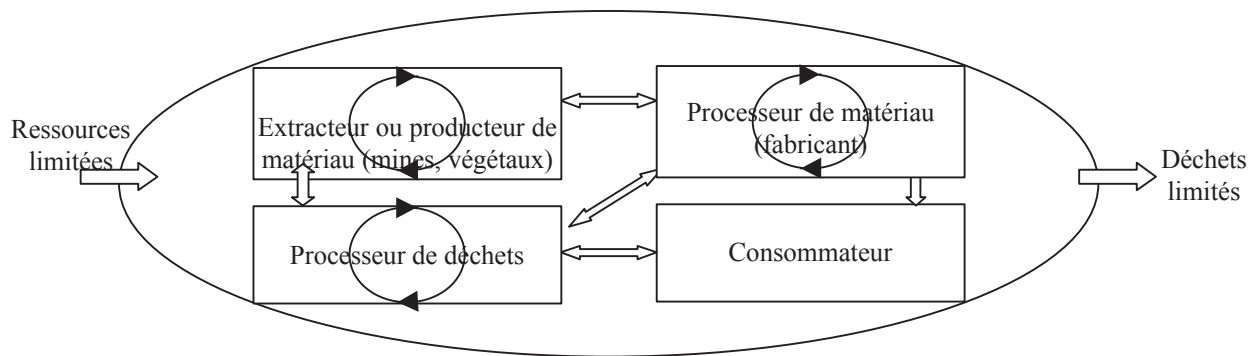 Ressources
limitées
Extracteur ou producteur de
matériau (mines, végétaux)
Processeur de matériau
(fabricant)
Processeur de déchets
Consommateur
Déchets
limités